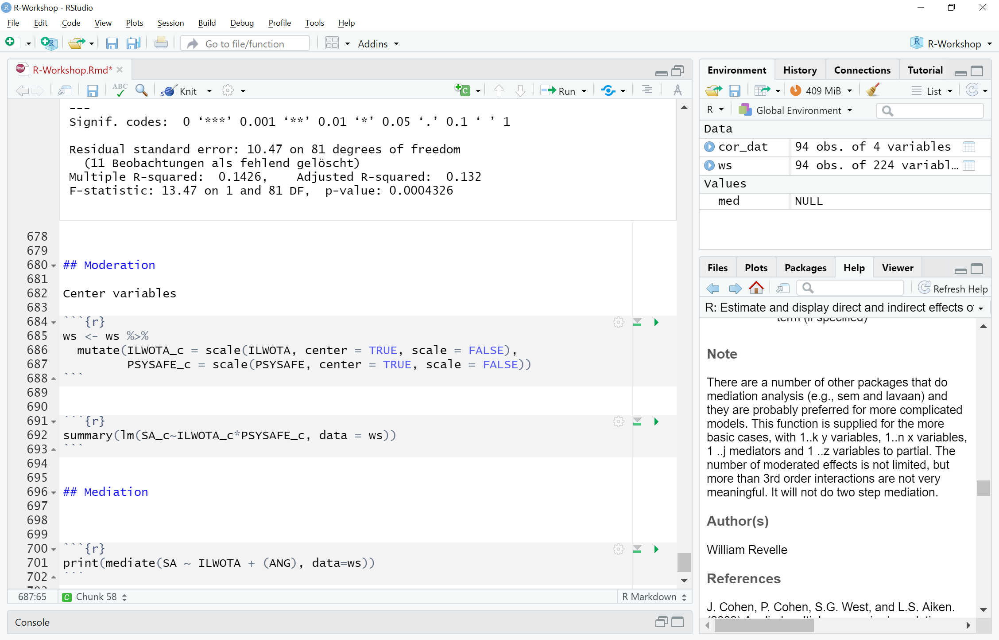 R-Workshop - RStudio
File Edit Code View Plots Session Build Debug Profile Tools Help
Go to file/function Addins R-Workshop
R-Workshop.Rmd*
ABC Knit Run
---
Signif. codes:  0 ‘***’ 0.001 ‘**’ 0.01 ‘*’ 0.05 ‘.’ 0.1 ‘ ’ 1
Residual standard error: 10.47 on 81 degrees of freedom
(11 Beobachtungen als fehlend gelöscht)
Multiple R-squared:  0.1426,    Adjusted R-squared:  0.132
F-statistic: 13.47 on 1 and 81 DF,  p-value: 0.0004326
678
679
680 ## Moderation
681
682 Center variables
683
684 ```{r}
685 ws <- ws %>%
686   mutate(ILWOTA_c = scale(ILWOTA, center = TRUE, scale = FALSE),
687          PSYSAFE_c = scale(PSYSAFE, center = TRUE, scale = FALSE))
688 ```
689
690
691 ```{r}
692 summary(lm(SA_c~ILWOTA_c*PSYSAFE_c, data = ws))
693 ```
694
695
696 ## Mediation
697
698
699
700 ```{r}
701 print(mediate(SA ~ ILWOTA + (ANG), data=ws))
702 ```
687:65 C Chunk 58 R Markdown
Console
Environment History Connections Tutorial
409 MiB List
R Global Environment
Data
cor_dat 94 obs. of 4 variables
ws 94 obs. of 224 variabl…
Values
med NULL
Files Plots Packages Help Viewer
Refresh Help
R: Estimate and display direct and indirect effects of
term (if specified)
Note
There are a number of other packages that do
mediation analysis (e.g., sem and lavaan) and
they are probably preferred for more complicated
models. This function is supplied for the more
basic cases, with 1..k y variables, 1..n x variables,
1 ..j mediators and 1 ..z variables to partial. The
number of moderated effects is not limited, but
more than 3rd order interactions are not very
meaningful. It will not do two step mediation.
Author(s)
William Revelle
References
J. Cohen, P. Cohen, S.G. West, and L.S. Aiken.